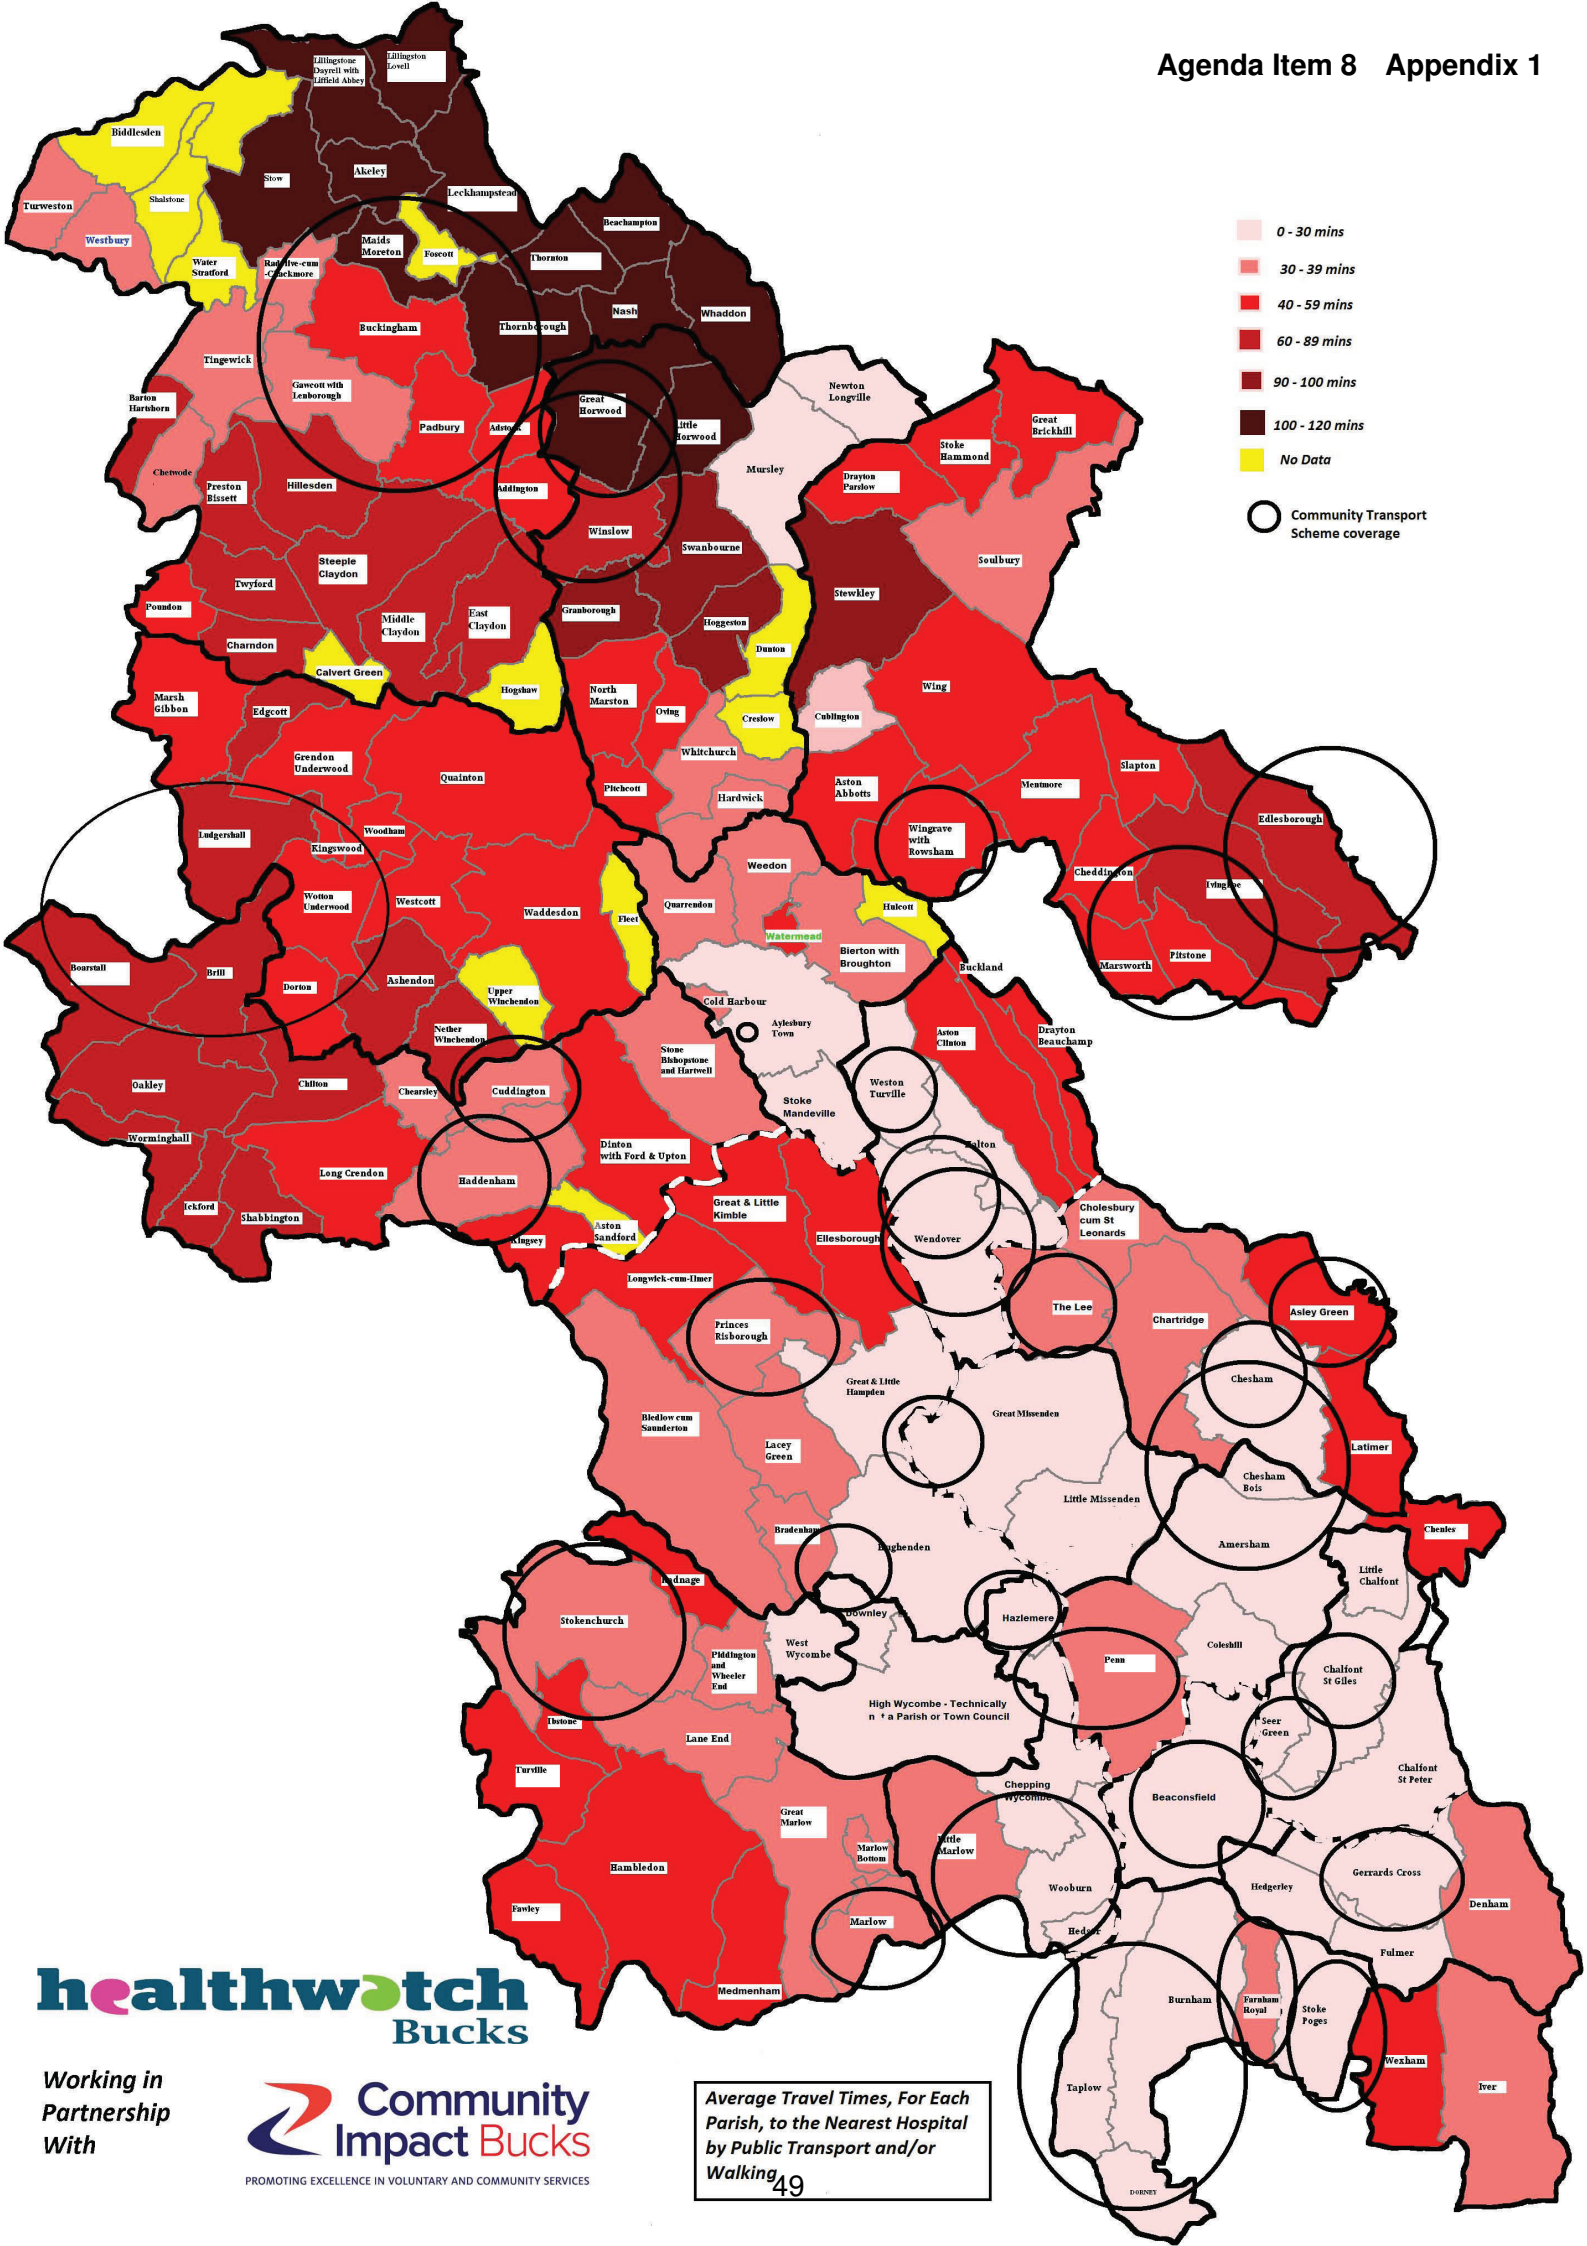 Agenda Item 8 Appendix 1
Lillingstone
Dayrell with
Liffield Abbey
Lillingston
Lovell
Biddlesden
Akeley
Stow
Leckhampstead
Shalstone
Turweston
Westbury
Beachampton
Maids
Moreton
Foscott
Thornton
Water
Stratford
Radclive-cum
-Chackmore
Nash
Whaddon
Buckingham
Thornborough
Tingewick
Gawcott with
Lenborough
Barton
Hartshorn
Great
Horwood
Newton
Longville
Padbury
Adstock
Little
Horwood
Great
Brickhill
Stoke
Hammond
Mursley
Chetwode
Preston
Bissett
Hillesden
Addington
Drayton
Parslow
Winslow
Swanbourne
Soulbury
Steeple
Claydon
Twyford
Stewkley
Poundon
Granborough
Middle
Claydon
East
Claydon
Hoggeston
Charndon
Dunton
Calvert Green
Hogshaw
Wing
Marsh
Gibbon
North
Marston
Edgcott
Oving
Creslow
Cublington
Whitchurch
Grendon
Underwood
Quainton
Slapton
Pitchcott
Hardwick
Aston
Abbotts
Mentmore
Edlesborough
Ludgershall
Woodham
Kingswood
Wingrave
with
Rowsham
Weedon
Cheddington
Ivinghoe
Wotton
Underwood
Westcott
Waddesdon
Fleet
Quarrendon
Hulcott
Watermead
Bierton with
Broughton
Pitstone
Marsworth
Buckland
Boarstall
Brill
Dorton
Ashendon
Upper
Winchendon
Cold Harbour
Aylesbury
Town
Nether
Winchendon
Aston
Clinton
Drayton
Beauchamp
Stone
Bishopstone
and Hartwell
Oakley
Chilton
Chearsley
Cuddington
Weston
Turville
Stoke
Mandeville
Worminghall
Dinton
with Ford & Upton
Halton
Long Crendon
Haddenham
Ickford
Shabbington
Great & Little
Kimble
Cholesbury
cum St
Leonards
Kingsey
Aston
Sandford
Ellesborough
Wendover
Longwick-cum-Ilmer
The Lee
Chartridge
Asley Green
Princes
Risborough
Great & Little
Hampden
Chesham
Bledlow cum
Saunderton
Great Missenden
Lacey
Green
Latimer
Chesham
Bois
Little Missenden
Bradenham
Hughenden
Amersham
Chenies
Radnage
Little
Chalfont
Stokenchurch
Downley
Hazlemere
West
Wycombe
Coleshill
Piddington
and
Wheeler
End
Penn
Chalfont
St Giles
High Wycombe - Technically
n t a Parish or Town Council
Ibstone
Seer
Green
Lane End
Turville
Chalfont
St Peter
Chepping
Wycombe
Beaconsfield
Great
Marlow
Little
Marlow
Marlow
Bottom
Hambledon
Wooburn
Hedgerley
Gerrards Cross
Denham
Fawley
Marlow
Hedsor
Fulmer
Medmenham
Burnham
Farnham
Royal
Stoke
Poges
Wexham
Iver
Taplow
DORNEY
0 - 30 mins
30 - 39 mins
40 - 59 mins
60 - 89 mins
90 - 100 mins
100 - 120 mins
No Data
Community Transport
Scheme coverage
healthwatch
Bucks
Working in
Partnership
With
Community
Impact Bucks
PROMOTING EXCELLENCE IN VOLUNTARY AND COMMUNITY SERVICES
Average Travel Times, For Each
Parish, to the Nearest Hospital
by Public Transport and/or
Walking
49